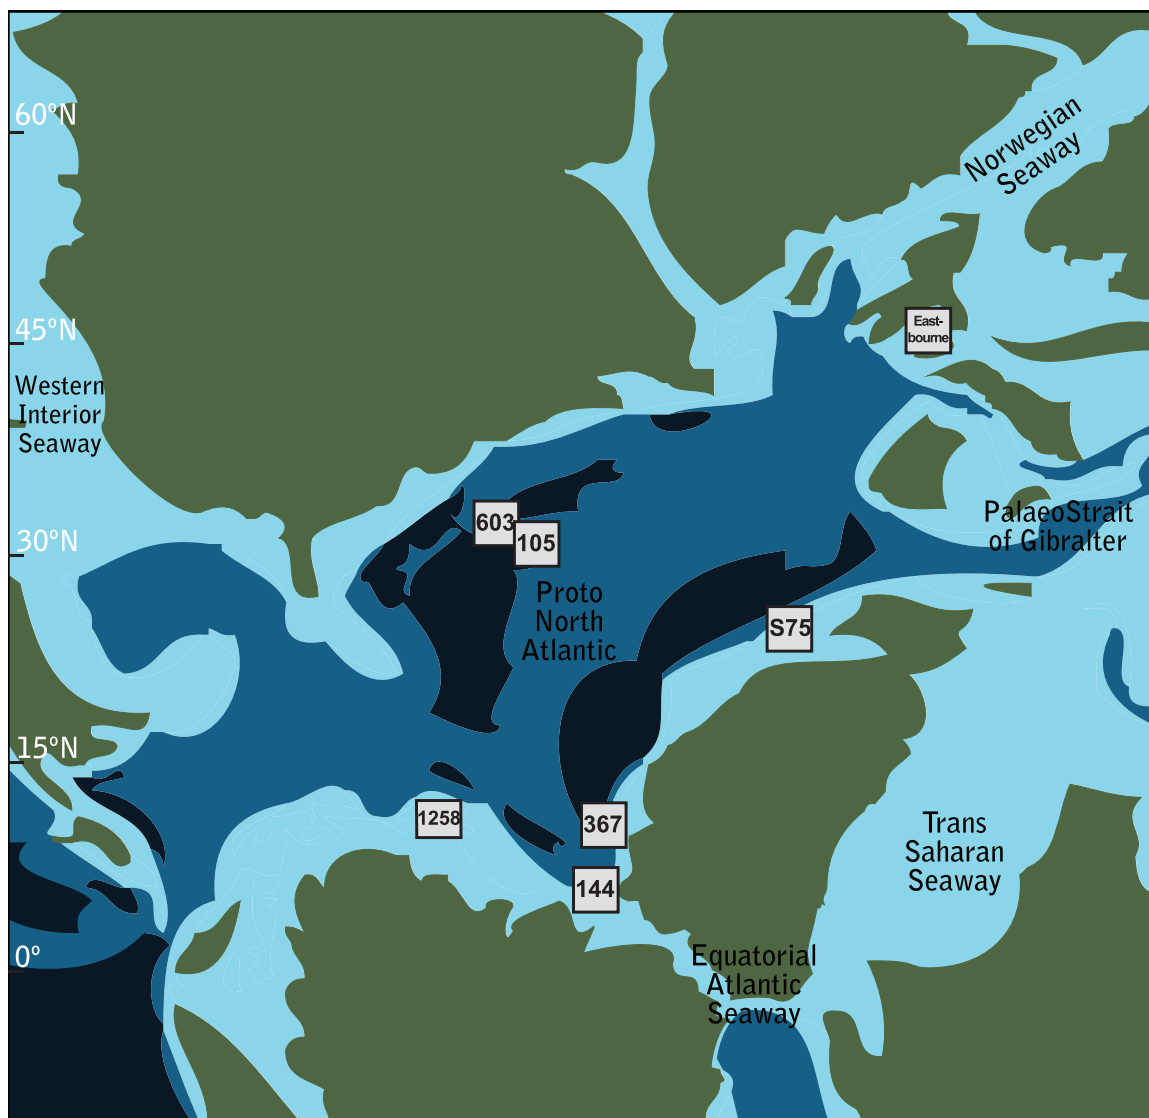 60°N
Norwegian
Seaway
45°N
East-
bourne
Western
Interior
Seaway
603
105
PalaeoStrait
of Gibralter
30°N
Proto
North
Atlantic
S75
15°N
1258
367
Trans
Saharan
Seaway
144
0°
Equatorial
Atlantic
Seaway